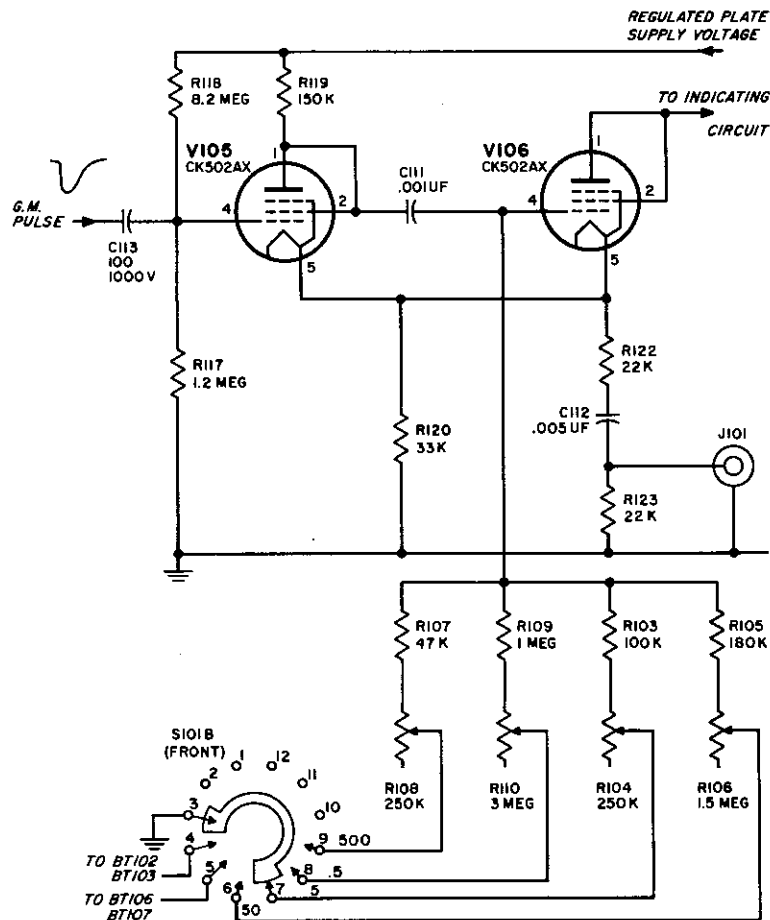 REGULATED PLATE
SUPPLY VOLTAGE
R118
8.2 MEG
R119
150K
TO INDICATING
CIRCUIT
V105
CK502AX
1
2
4
5
C111
.001UF
V106
CK502AX
1
2
4
5
G.M.
PULSE
C113
100
1000V
R117
1.2 MEG
R120
33K
R122
22K
C112
.005UF
J101
R123
22K
R107
47K
R109
1 MEG
R103
100K
R105
180K
S101B
(FRONT)
1
12
2
11
3
10
R108
250K
R110
3 MEG
R104
250K
R106
1.5 MEG
4
9
500
TO BT102
BT103
5
8
.5
TO BT106
BT107
6
50
7
5